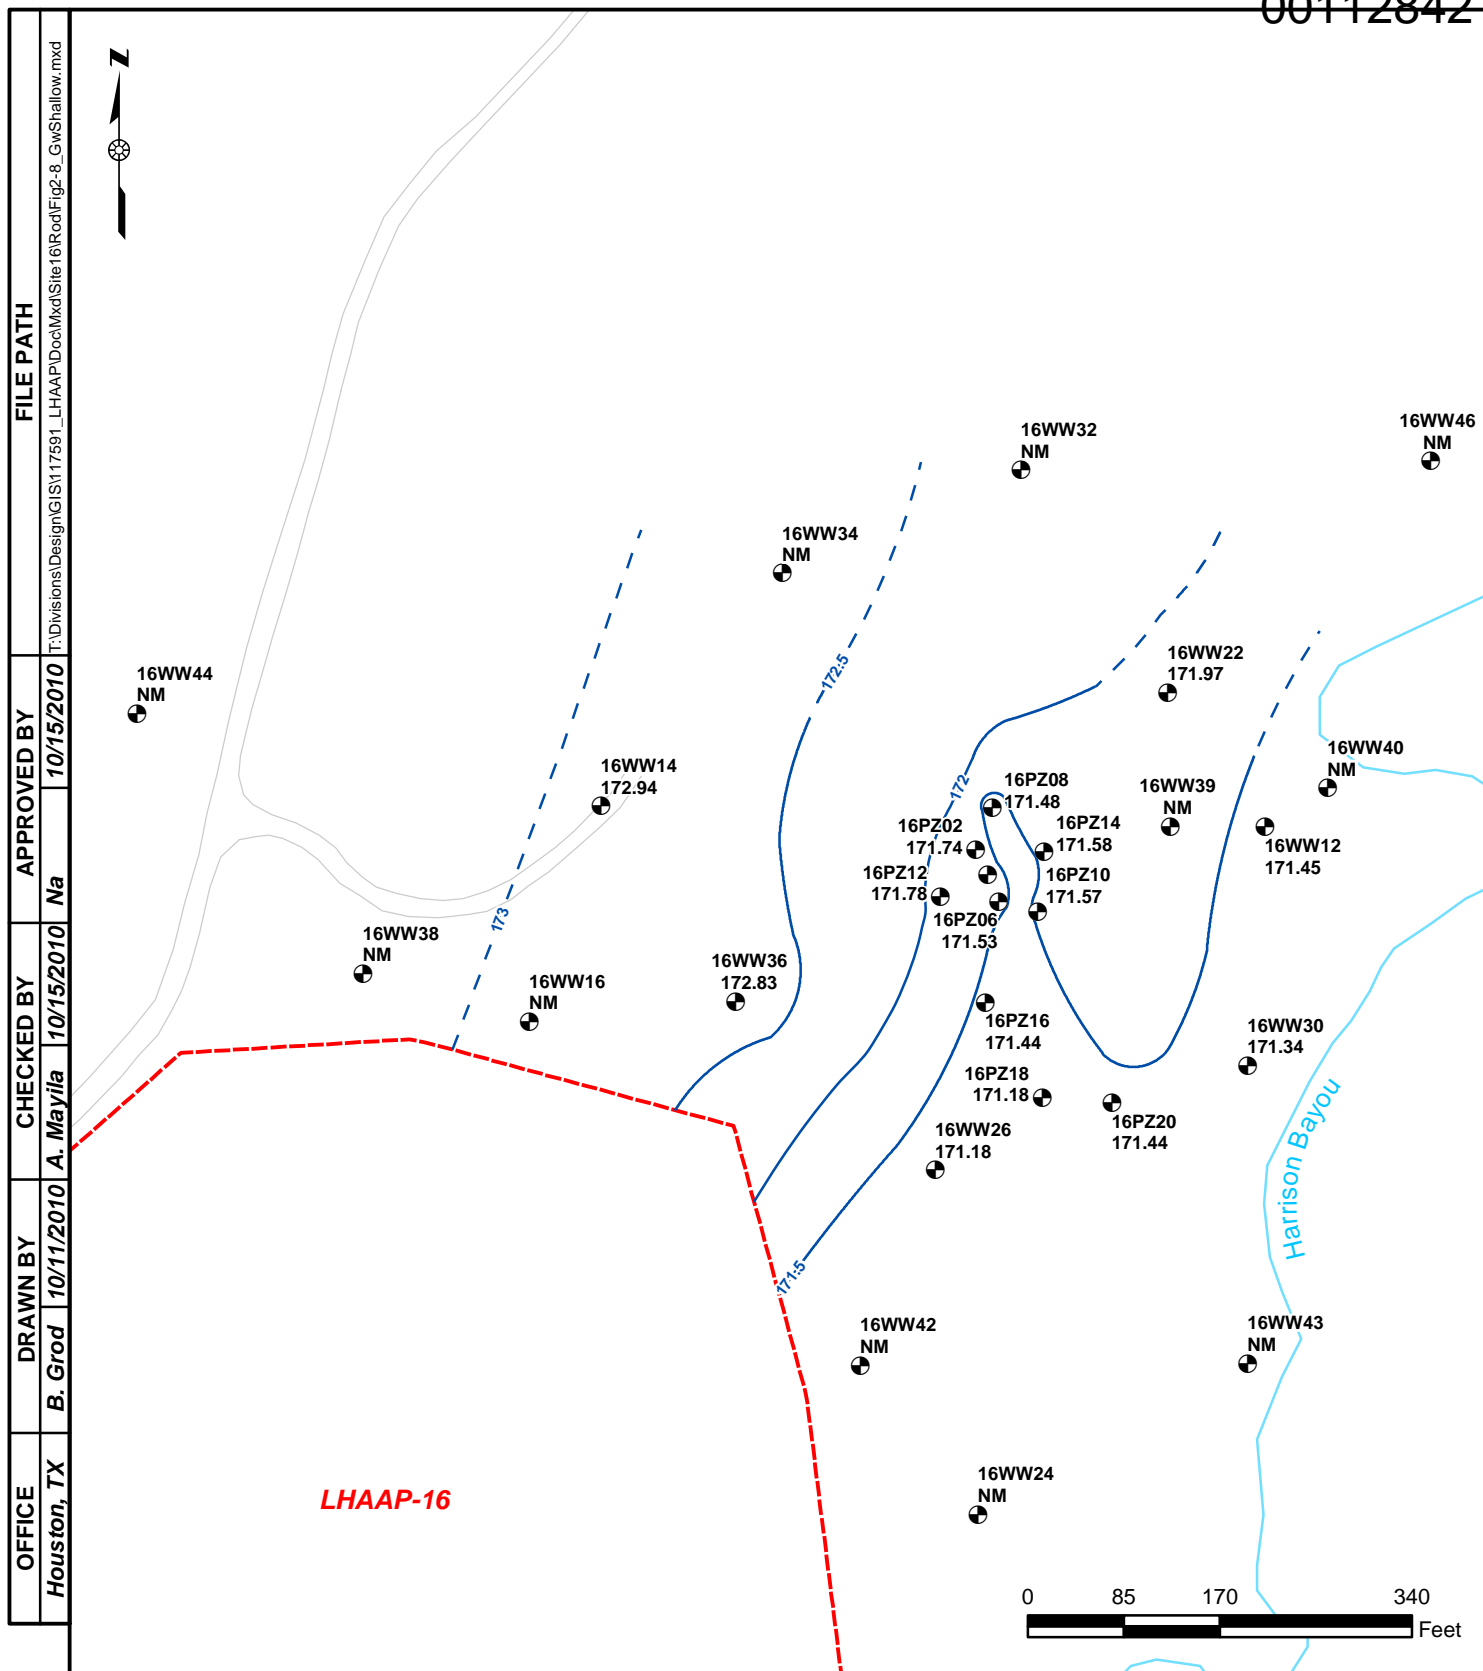 00112842
FILE PATH
T:\Divisions\Design\GIS\117591_LHAAP\Doc\Mxd\Site16\Rod\Fig2-8_GwShallow.mxd
APPROVED BY
Na
10/15/2010
CHECKED BY
A. Mayila
10/15/2010
DRAWN BY
B. Grod
10/11/2010
OFFICE
Houston, TX
N
16WW46
NM
16WW32
NM
16WW34
NM
172.5
16WW22
171.97
16WW44
NM
16WW40
NM
16WW14
172.94
172
16PZ08
171.48
16WW39
NM
16PZ02
171.74
16PZ14
171.58
16WW12
171.45
16PZ12
171.78
16PZ10
171.57
16PZ06
171.53
173
16WW38
NM
16WW36
172.83
16WW16
NM
16PZ16
171.44
16WW30
171.34
16PZ18
171.18
16PZ20
171.44
16WW26
171.18
Harrison Bayou
171.5
16WW42
NM
16WW43
NM
16WW24
NM
LHAAP-16
0 85 170 340
Feet